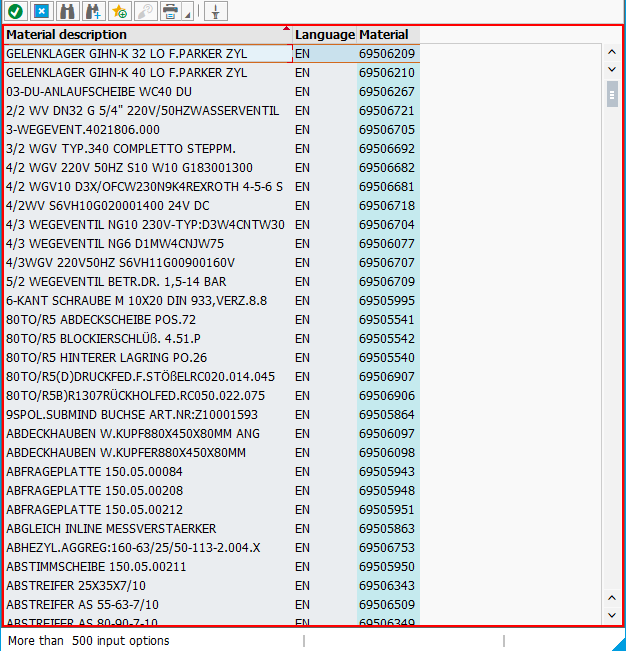 Material description Language Material
GELENKLAGER GIHN-K 32 LO F.PARKER ZYL EN 69506209
GELENKLAGER GIHN-K 40 LO F.PARKER ZYL EN 69506210
03-DU-ANLAUFSCHEIBE WC40 DU EN 69506267
2/2 WV DN32 G 5/4" 220V/50HZWASSERVENTIL EN 69506721
3-WEGEVENT.4021806.000 EN 69506705
3/2 WGV TYP.340 COMPLETTO STEPPM. EN 69506692
4/2 WGV 220V 50HZ S10 W10 G183001300 EN 69506682
4/2 WGV10 D3X/OFCW230N9K4REXROTH 4-5-6 S EN 69506681
4/2WV S6VH10G020001400 24V DC EN 69506718
4/3 WEGEVENTIL NG10 230V-TYP:D3W4CNTW30 EN 69506704
4/3 WEGEVENTIL NG6 D1MW4CNJW75 EN 69506077
4/3WGV 220V50HZ S6VH11G00900160V EN 69506707
5/2 WEGEVENTIL BETR.DR. 1,5-14 BAR EN 69506709
6-KANT SCHRAUBE M 10X20 DIN 933,VERZ.8.8 EN 69505995
80TO/R5 ABDECKSCHEIBE POS.72 EN 69505541
80TO/R5 BLOCKIERSCHLÜß. 4.51.P EN 69505542
80TO/R5 HINTERER LAGRING PO.26 EN 69505540
80TO/R5(D)DRUCKFED.F.STÖßELRC020.014.045 EN 69506907
80TO/R5B)R1307RÜCKHOLFED.RC050.022.075 EN 69506906
9SPOL.SUBMIND BUCHSE ART.NR:Z10001593 EN 69505864
ABDECKHAUBEN W.KUPF880X450X80MM ANG EN 69506097
ABDECKHAUBEN W.KUPFER880X450X80MM EN 69506098
ABFRAGEPLATTE 150.05.00084 EN 69505943
ABFRAGEPLATTE 150.05.00208 EN 69505948
ABFRAGEPLATTE 150.05.00212 EN 69505951
ABGLEICH INLINE MESSVERSTAERKER EN 69505863
ABHEZYL.AGGREG:160-63/25/50-113-2.004.X EN 69506753
ABSTIMMSCHEIBE 150.05.00211 EN 69505950
ABSTREIFER 25X35X7/10 EN 69506343
ABSTREIFER AS 55-63-7/10 EN 69506509
ABSTREIFER AS 80-90-7-10 EN 69506349
More than 500 input options